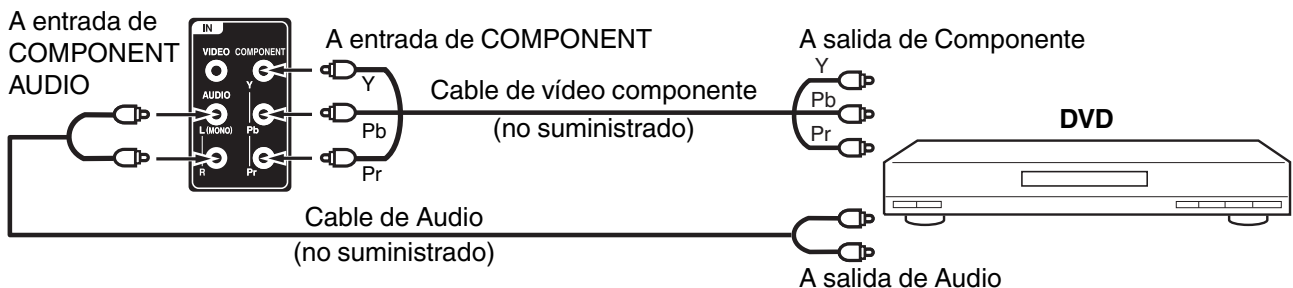 A entrada de
COMPONENT
AUDIO
IN
VIDEO COMPONENT
Y
AUDIO
L (MONO) Pb
R Pr
A entrada de COMPONENT
Y
Pb
Pr
Cable de vídeo componente
(no suministrado)
A salida de Componente
Y
Pb
Pr
DVD
Cable de Audio
(no suministrado)
A salida de Audio